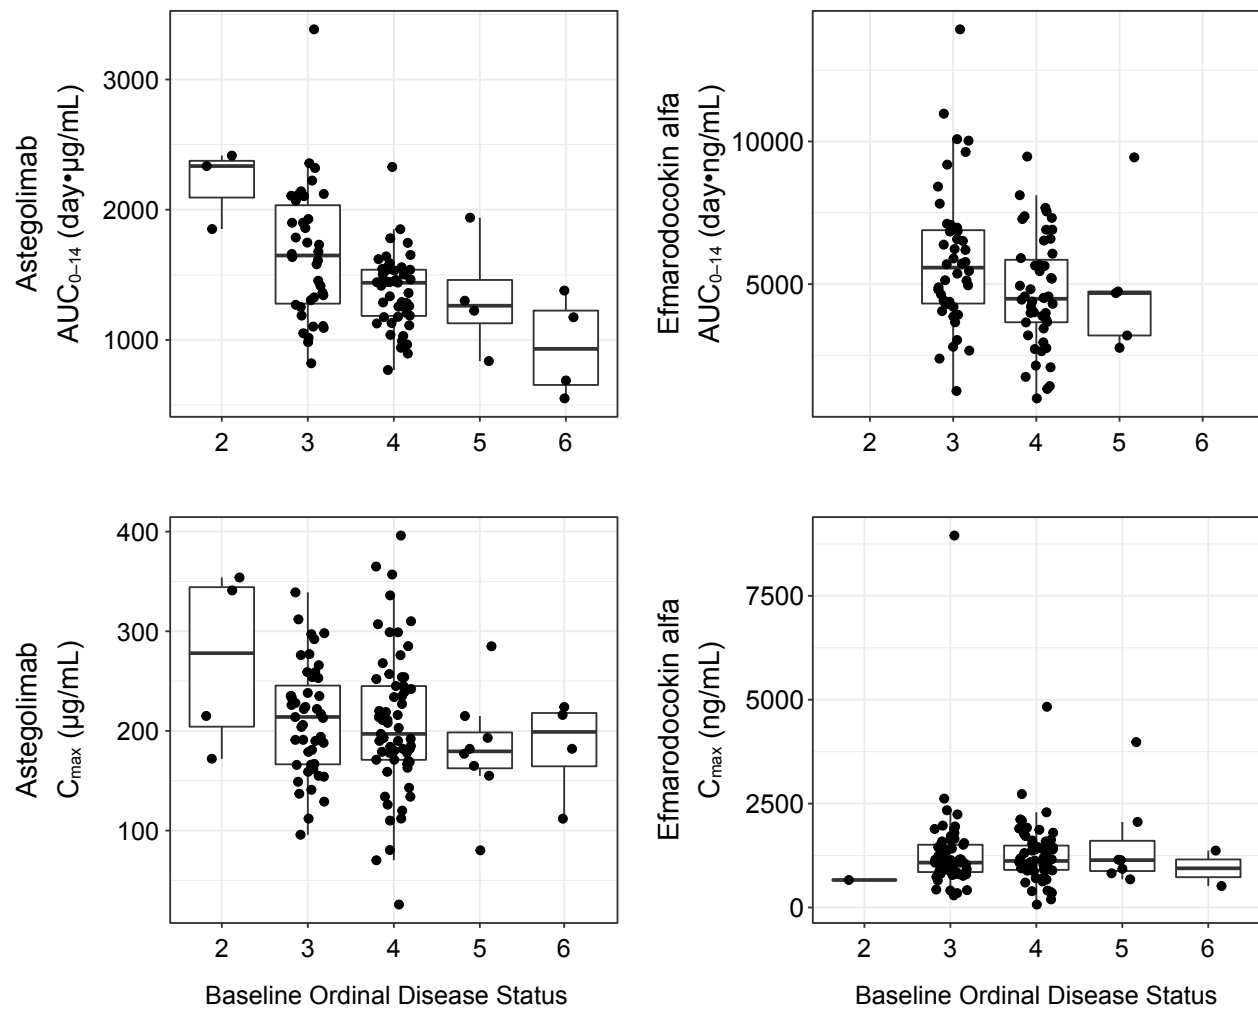 Astegolimab
AUC0–14 (day•µg/mL)
3000
2000
1000
2 3 4 5 6
Efmarodocokin alfa
AUC0–14 (day•ng/mL)
10000
5000
2 3 4 5 6
Astegolimab
Cmax (µg/mL)
400
300
200
100
2 3 4 5 6
Baseline Ordinal Disease Status
Efmarodocokin alfa
Cmax (ng/mL)
7500
5000
2500
0
2 3 4 5 6
Baseline Ordinal Disease Status